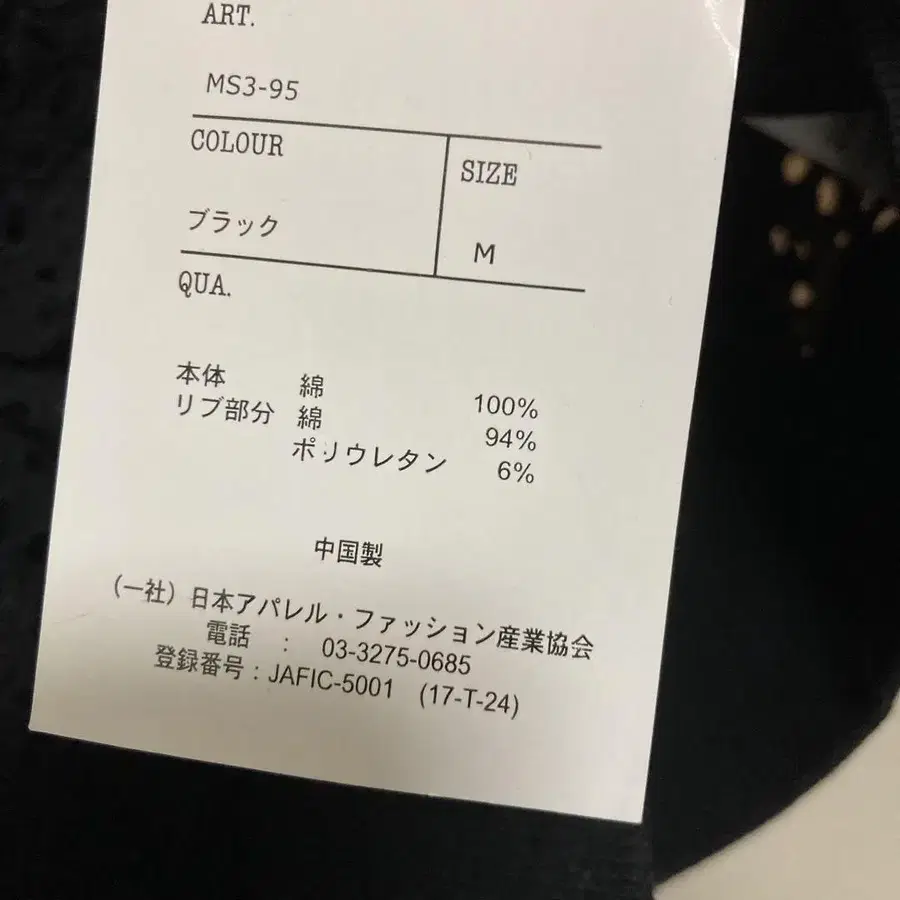 ART.
MS3-95
COLOUR
SIZE
ブラック
M
QUA.
本体 綿 100%
リブ部分 綿 94%
ポリウレタン 6%
中国製
(一社)日本アパレル・ファッション産業協会
電話 : 03-3275-0685
登録番号:JAFIC-5001 (17-T-24)